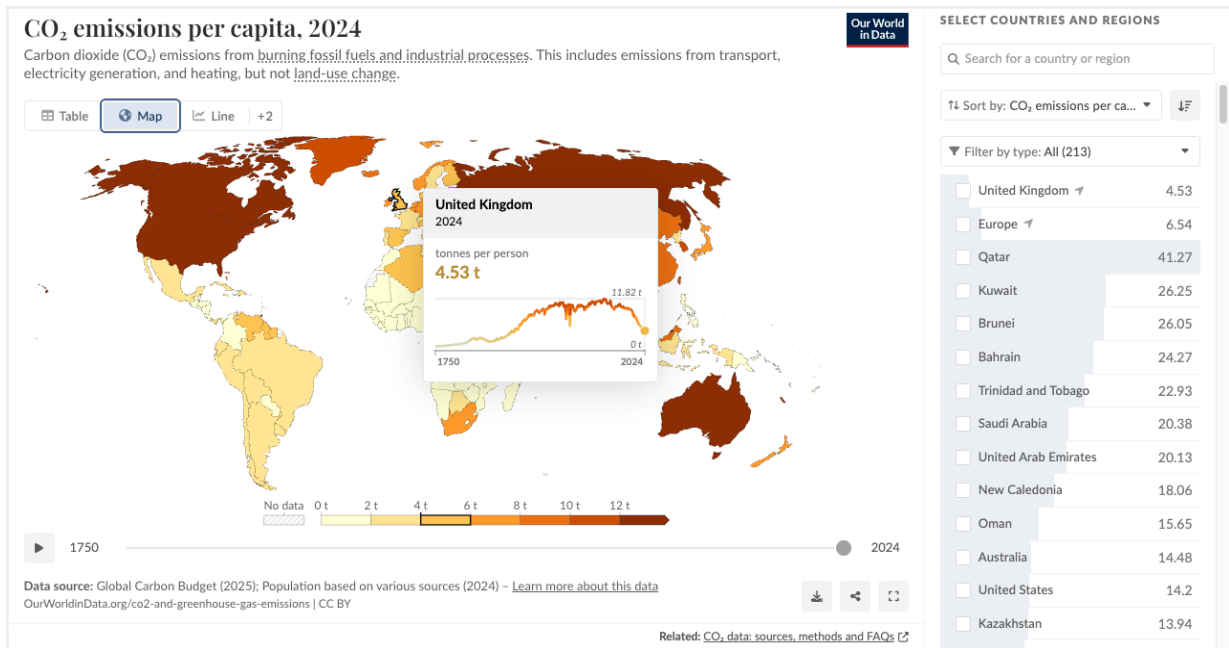 CO₂ emissions per capita, 2024
Our World
in Data
Carbon dioxide (CO₂) emissions from burning fossil fuels and industrial processes. This includes emissions from transport,
electricity generation, and heating, but not land-use change.
Table
Map
Line
+2
United Kingdom
2024
tonnes per person
4.53 t
11.82 t
0 t
1750
2024
No data
0 t
2 t
4 t
6 t
8 t
10 t
12 t
1750
2024
Data source: Global Carbon Budget (2025); Population based on various sources (2024) – Learn more about this data
OurWorldinData.org/co2-and-greenhouse-gas-emissions | CC BY
Related: CO₂ data: sources, methods and FAQs
SELECT COUNTRIES AND REGIONS
Search for a country or region
Sort by: CO₂ emissions per ca...
Filter by type: All (213)
United Kingdom 4.53
Europe 6.54
Qatar 41.27
Kuwait 26.25
Brunei 26.05
Bahrain 24.27
Trinidad and Tobago 22.93
Saudi Arabia 20.38
United Arab Emirates 20.13
New Caledonia 18.06
Oman 15.65
Australia 14.48
United States 14.2
Kazakhstan 13.94